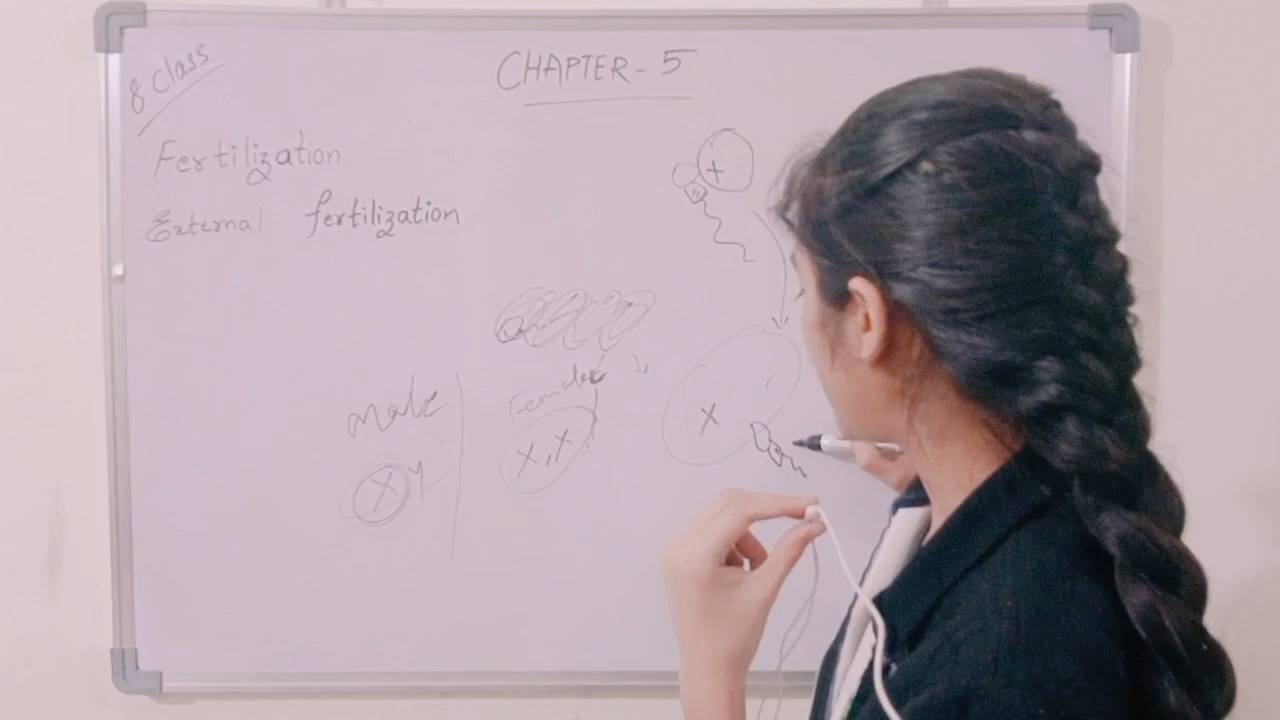 8 Class
CHAPTER - 5
Fertilization
External fertilization
X
Male
Female
X
X Y
X, X